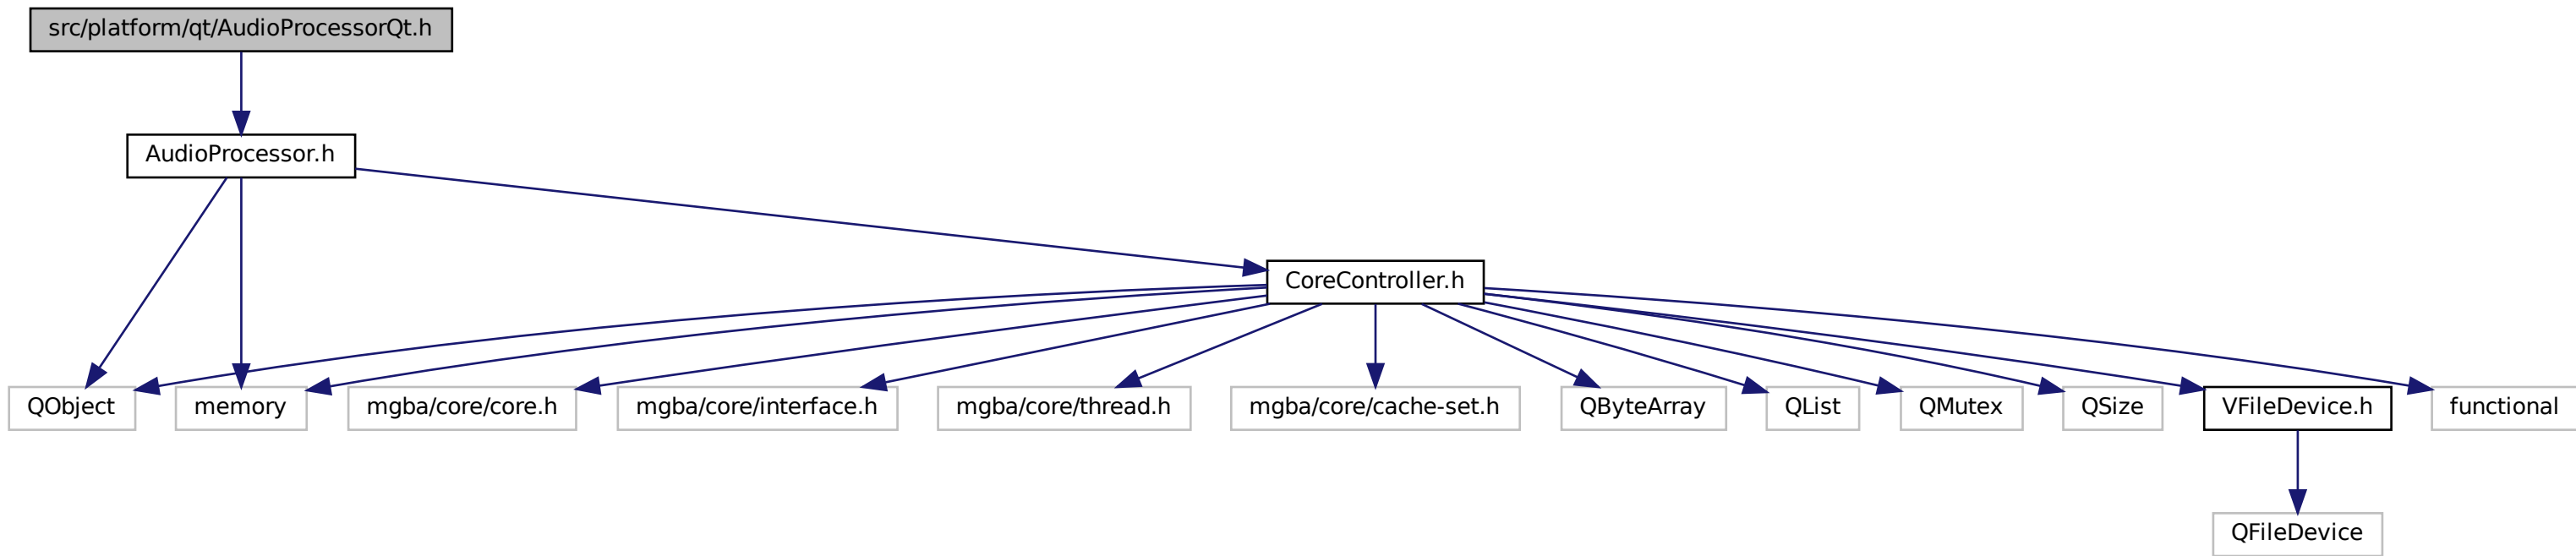 src/platform/qt/AudioProcessorQt.h
AudioProcessor.h
CoreController.h
QObject
memory
mgba/core/core.h
mgba/core/interface.h
mgba/core/thread.h
mgba/core/cache-set.h
QByteArray
QList
QMutex
QSize
VFileDevice.h
functional
QFileDevice